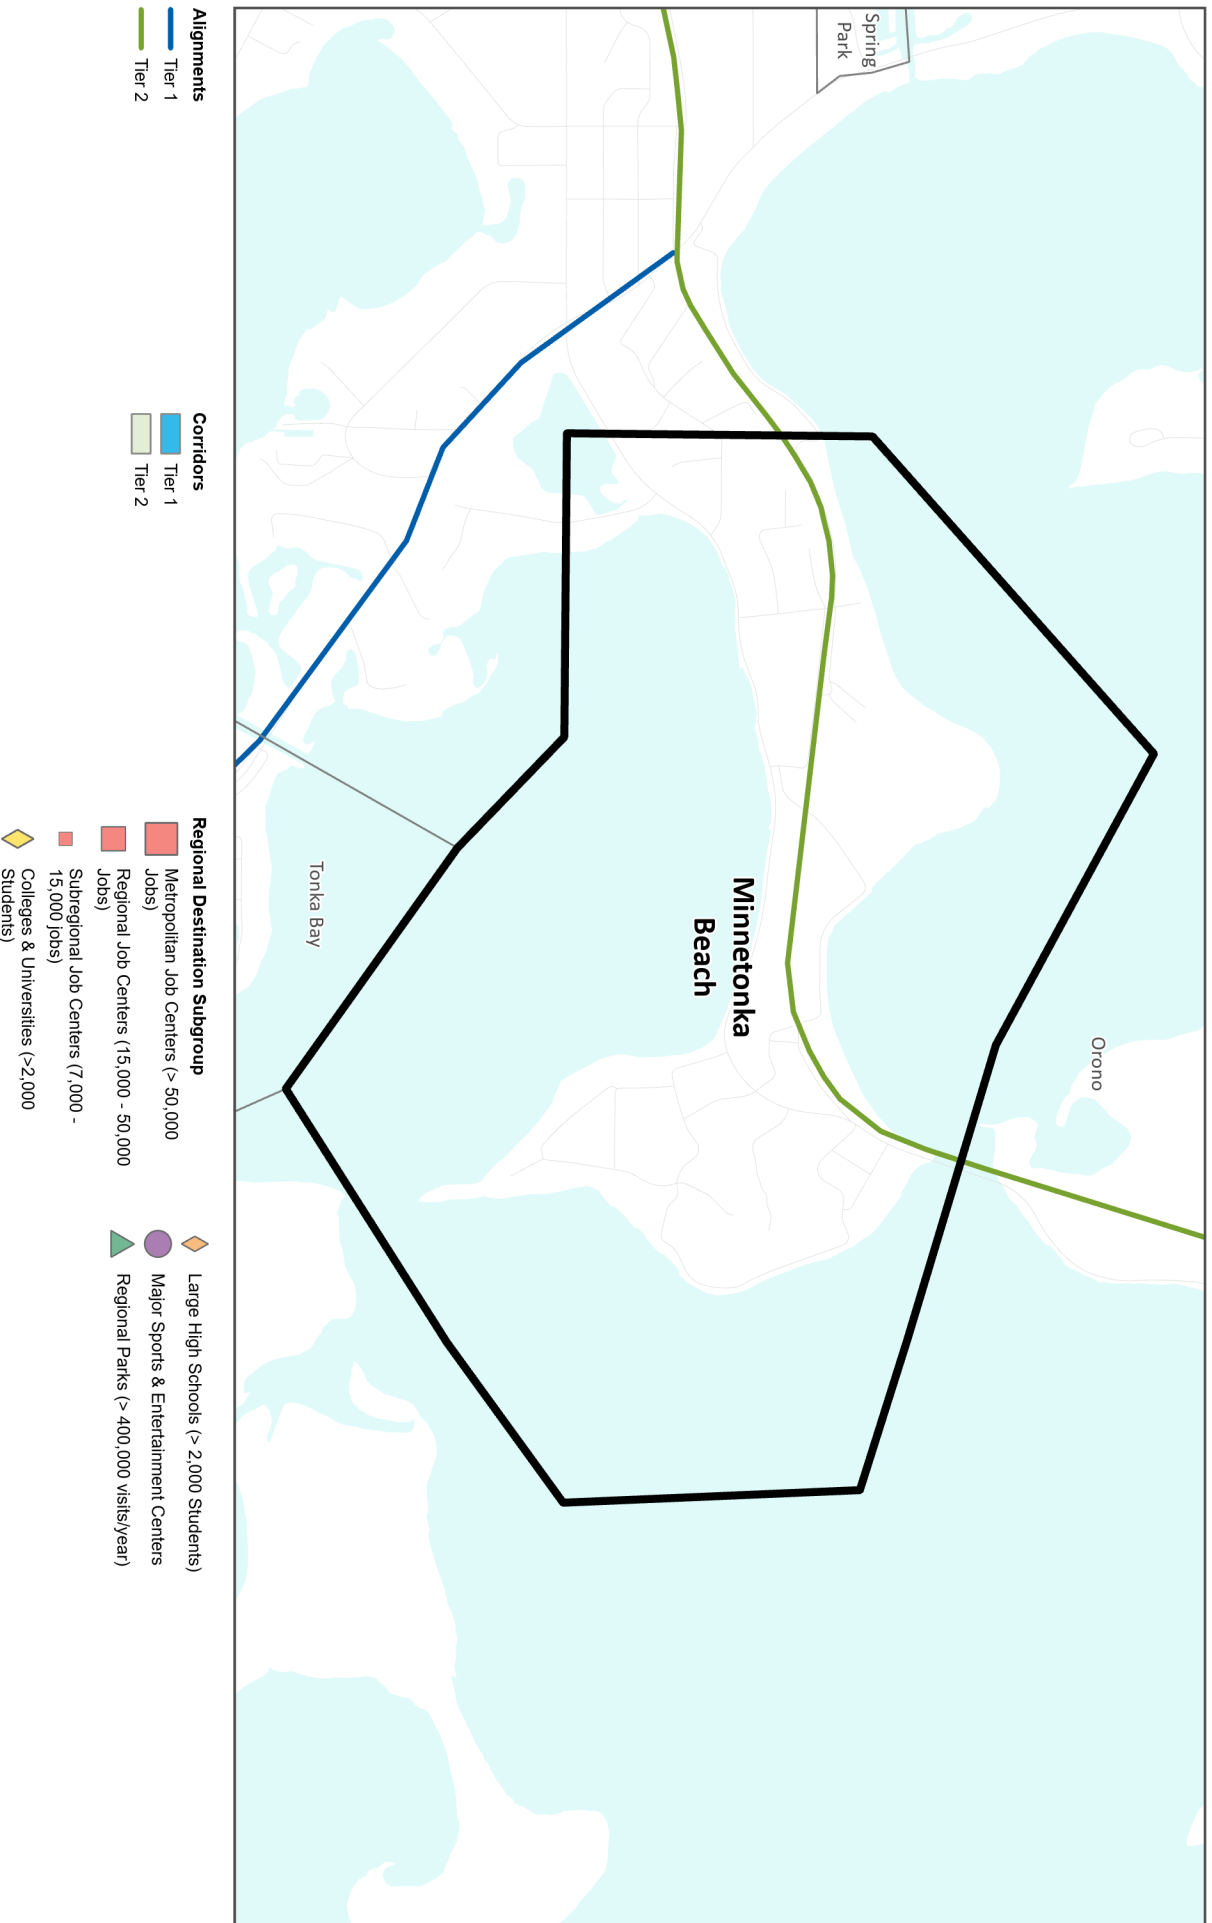 Spring
Park
Orono
Minnetonka
Beach
Tonka Bay
Alignments
Tier 1
Tier 2
Corridors
Tier 1
Tier 2
Regional Destination Subgroup
Metropolitan Job Centers (> 50,000
Jobs)
Regional Job Centers (15,000 - 50,000
Jobs)
Subregional Job Centers (7,000 -
15,000 jobs)
Colleges & Universities (>2,000
Students)
Large High Schools (> 2,000 Students)
Major Sports & Entertainment Centers
Regional Parks (> 400,000 visits/year)